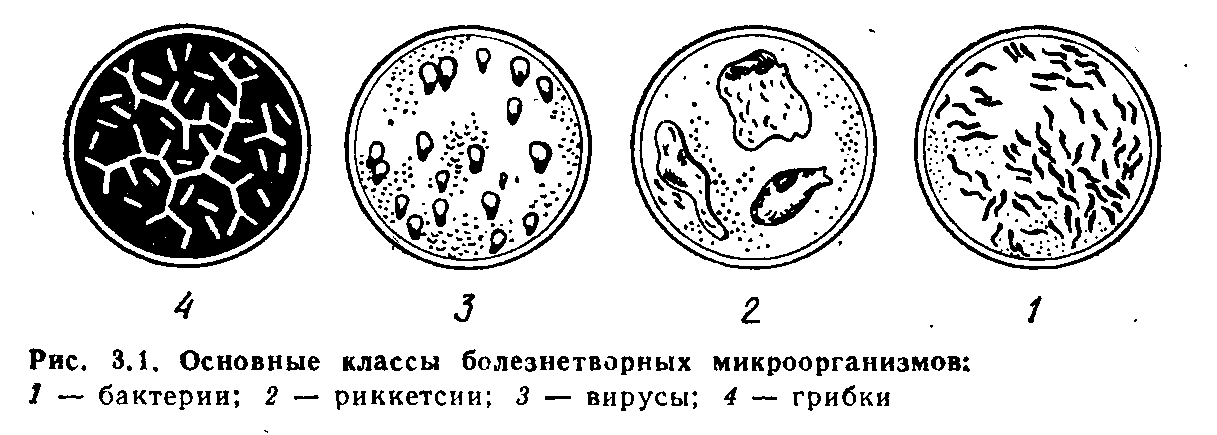 4 3 2 1
Рис. 3.1. Основные классы болезнетворных микроорганизмов:
1 — бактерии; 2 — риккетсии; 3 — вирусы; 4 — грибки